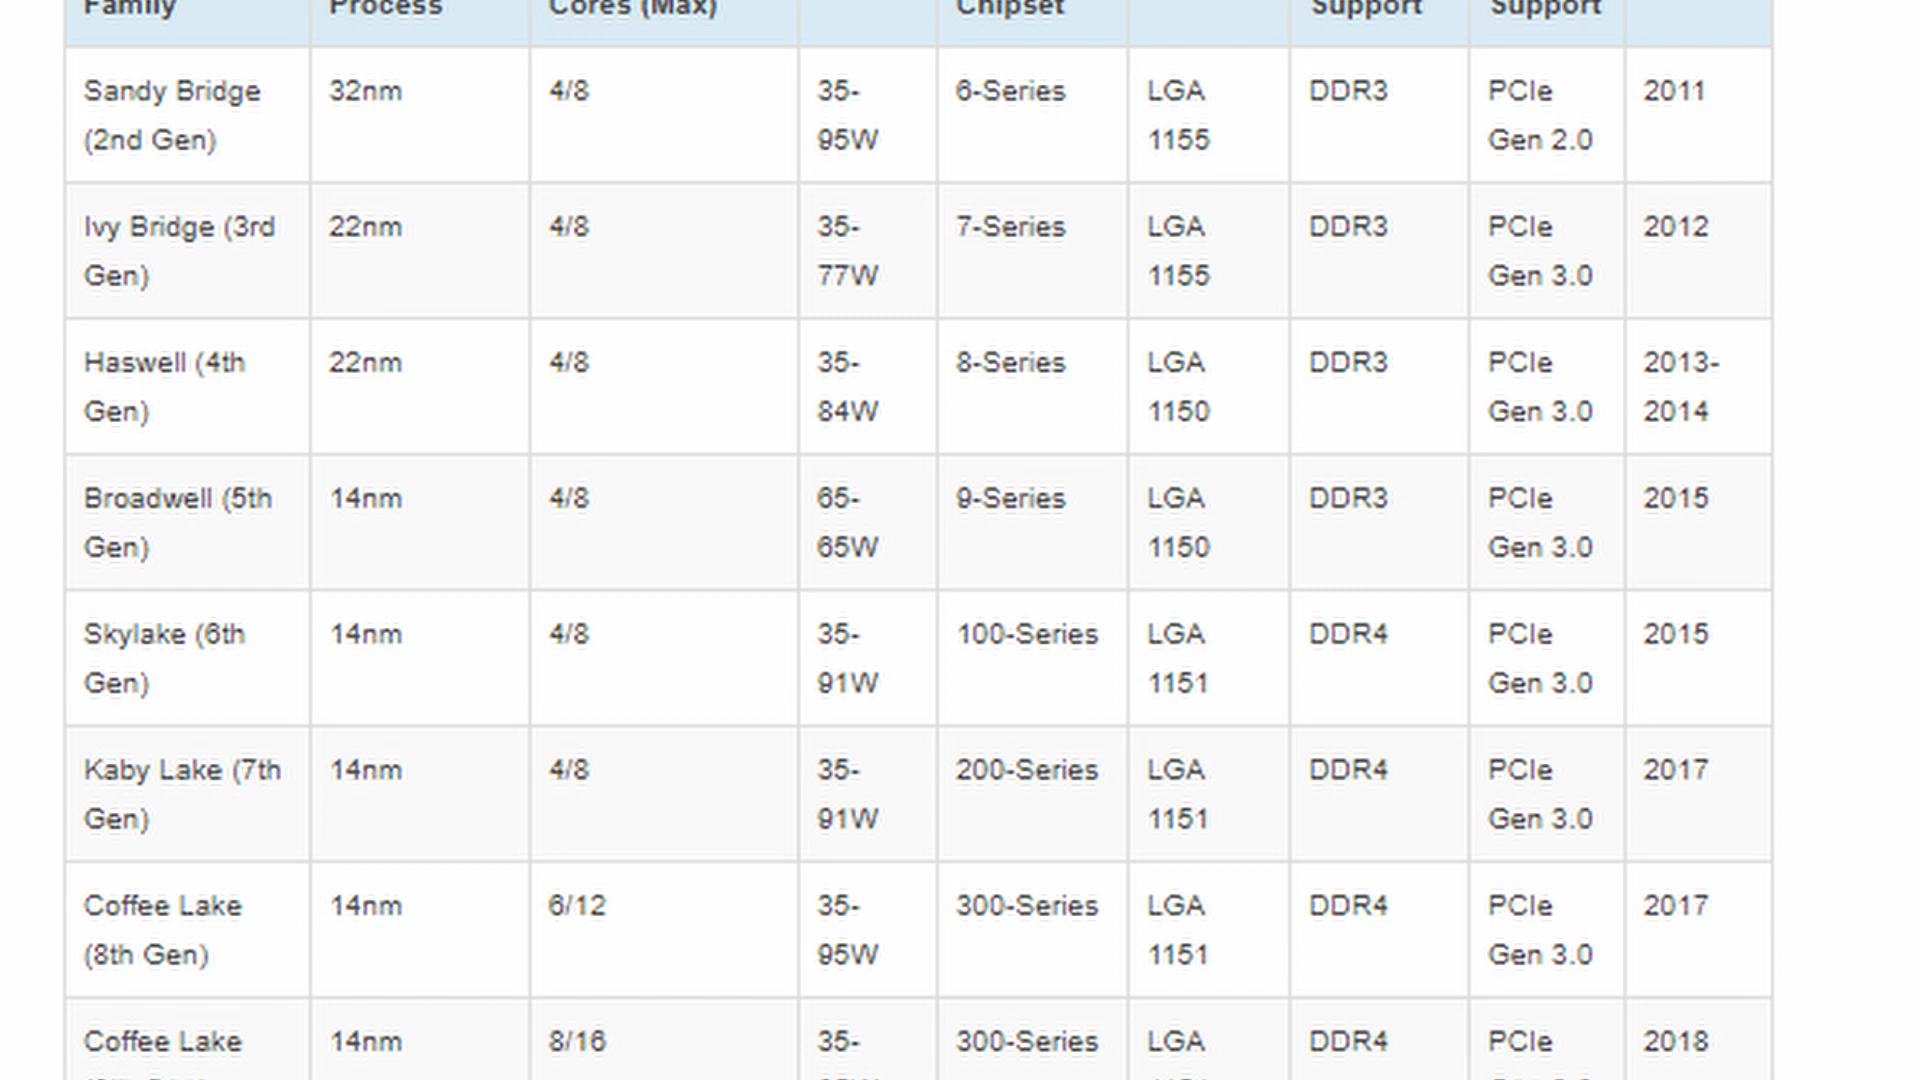 Family Process Cores (Max) Chipset Support Support
Sandy Bridge 32nm 4/8 35- 6-Series LGA DDR3 PCIe 2011
(2nd Gen) 95W 1155 Gen 2.0
Ivy Bridge (3rd 22nm 4/8 35- 7-Series LGA DDR3 PCIe 2012
Gen) 77W 1155 Gen 3.0
Haswell (4th 22nm 4/8 35- 8-Series LGA DDR3 PCIe 2013-
Gen) 84W 1150 Gen 3.0 2014
Broadwell (5th 14nm 4/8 65- 9-Series LGA DDR3 PCIe 2015
Gen) 65W 1150 Gen 3.0
Skylake (6th 14nm 4/8 35- 100-Series LGA DDR4 PCIe 2015
Gen) 91W 1151 Gen 3.0
Kaby Lake (7th 14nm 4/8 35- 200-Series LGA DDR4 PCIe 2017
Gen) 91W 1151 Gen 3.0
Coffee Lake 14nm 6/12 35- 300-Series LGA DDR4 PCIe 2017
(8th Gen) 95W 1151 Gen 3.0
Coffee Lake 14nm 8/16 35- 300-Series LGA DDR4 PCIe 2018